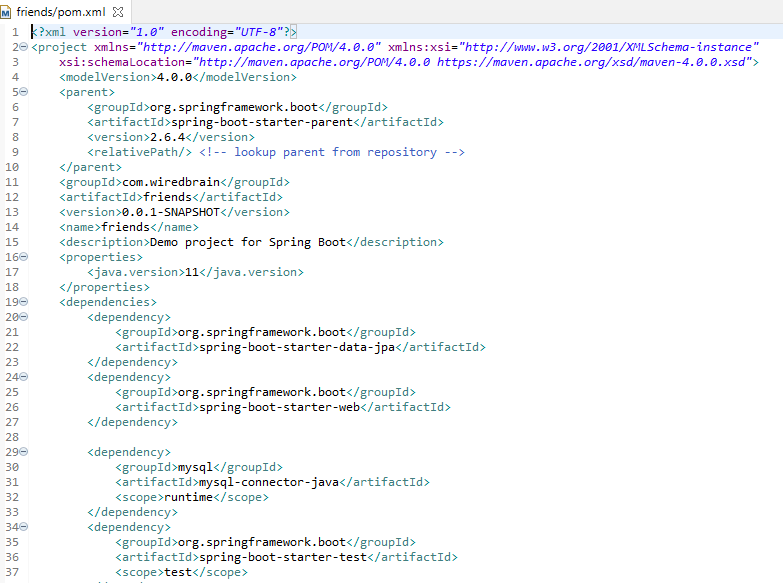 friends/pom.xml
1 <?xml version="1.0" encoding="UTF-8"?>
2 <project xmlns="http://maven.apache.org/POM/4.0.0" xmlns:xsi="http://www.w3.org/2001/XMLSchema-instance"
3     xsi:schemaLocation="http://maven.apache.org/POM/4.0.0 https://maven.apache.org/xsd/maven-4.0.0.xsd">
4     <modelVersion>4.0.0</modelVersion>
5     <parent>
6         <groupId>org.springframework.boot</groupId>
7         <artifactId>spring-boot-starter-parent</artifactId>
8         <version>2.6.4</version>
9         <relativePath/> <!-- lookup parent from repository -->
10     </parent>
11     <groupId>com.wiredbrain</groupId>
12     <artifactId>friends</artifactId>
13     <version>0.0.1-SNAPSHOT</version>
14     <name>friends</name>
15     <description>Demo project for Spring Boot</description>
16     <properties>
17         <java.version>11</java.version>
18     </properties>
19     <dependencies>
20         <dependency>
21             <groupId>org.springframework.boot</groupId>
22             <artifactId>spring-boot-starter-data-jpa</artifactId>
23         </dependency>
24         <dependency>
25             <groupId>org.springframework.boot</groupId>
26             <artifactId>spring-boot-starter-web</artifactId>
27         </dependency>
28
29         <dependency>
30             <groupId>mysql</groupId>
31             <artifactId>mysql-connector-java</artifactId>
32             <scope>runtime</scope>
33         </dependency>
34         <dependency>
35             <groupId>org.springframework.boot</groupId>
36             <artifactId>spring-boot-starter-test</artifactId>
37             <scope>test</scope>